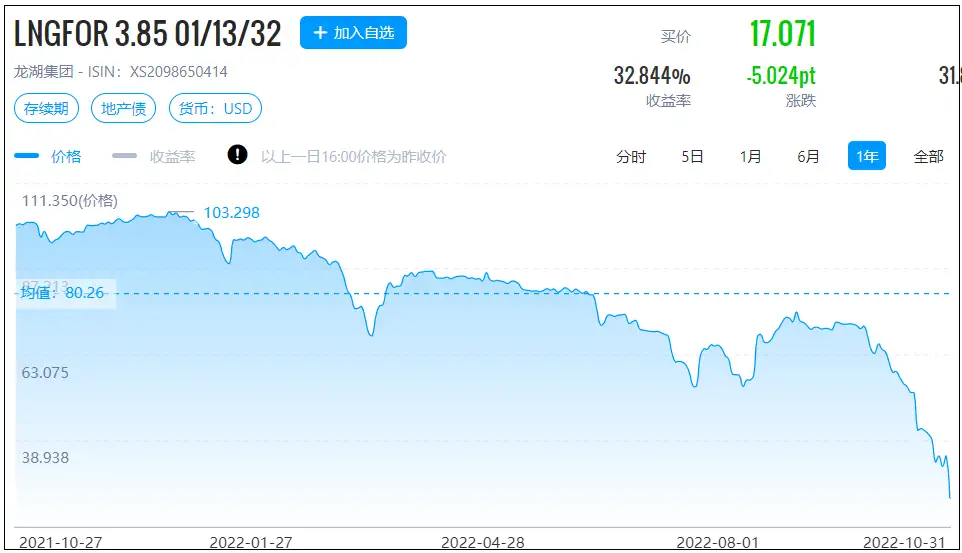 LNGFOR 3.85 01/13/32
加入自选
买价
17.071
龙湖集团 - ISIN：XS2098650414
32.844%
-5.024pt
31.8
收益率
涨跌
存续期
地产债
货币：USD
价格
收益率
以上一日16:00价格为昨收价
分时
5日
1月
6月
1年
全部
111.350(价格)
103.298
87.213
均值：80.26
63.075
38.938
2021-10-27
2022-01-27
2022-04-28
2022-08-01
2022-10-31